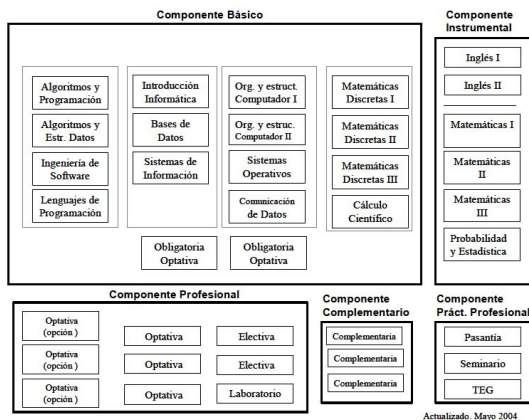 Componente Básico
Algoritmos y
Programación
Algoritmos y
Estr. Datos
Ingeniería de
Software
Lenguajes de
Programación
Introducción
Informática
Bases de
Datos
Sistemas de
Información
Org. y estruct.
Computador I
Org. y estruc.
Computador II
Sistemas
Operativos
Comunicación
de Datos
Matemáticas
Discretas I
Matemáticas
Discretas II
Matemáticas
Discretas III
Cálculo
Científico
Obligatoria
Optativa
Obligatoria
Optativa
Componente
Instrumental
Inglés I
Inglés II
Matemáticas I
Matemáticas
II
Matemáticas
III
Probabilidad
y Estadística
Componente Profesional
Optativa
(opción )
Optativa
(opción )
Optativa
(opción )
Optativa
Optativa
Optativa
Electiva
Electiva
Laboratorio
Componente
Complementario
Complementaria
Complementaria
Complementaria
Componente
Práct. Profesional
Pasantía
Seminario
TEG
Actualizado. Mayo 2004